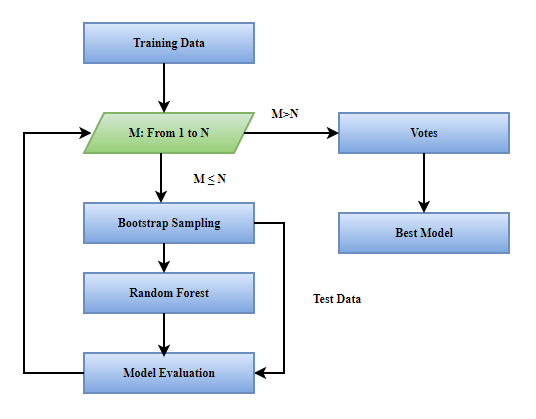 Training Data
M: From 1 to N
M>N
Votes
M ≤ N
Bootstrap Sampling
Best Model
Random Forest
Test Data
Model Evaluation